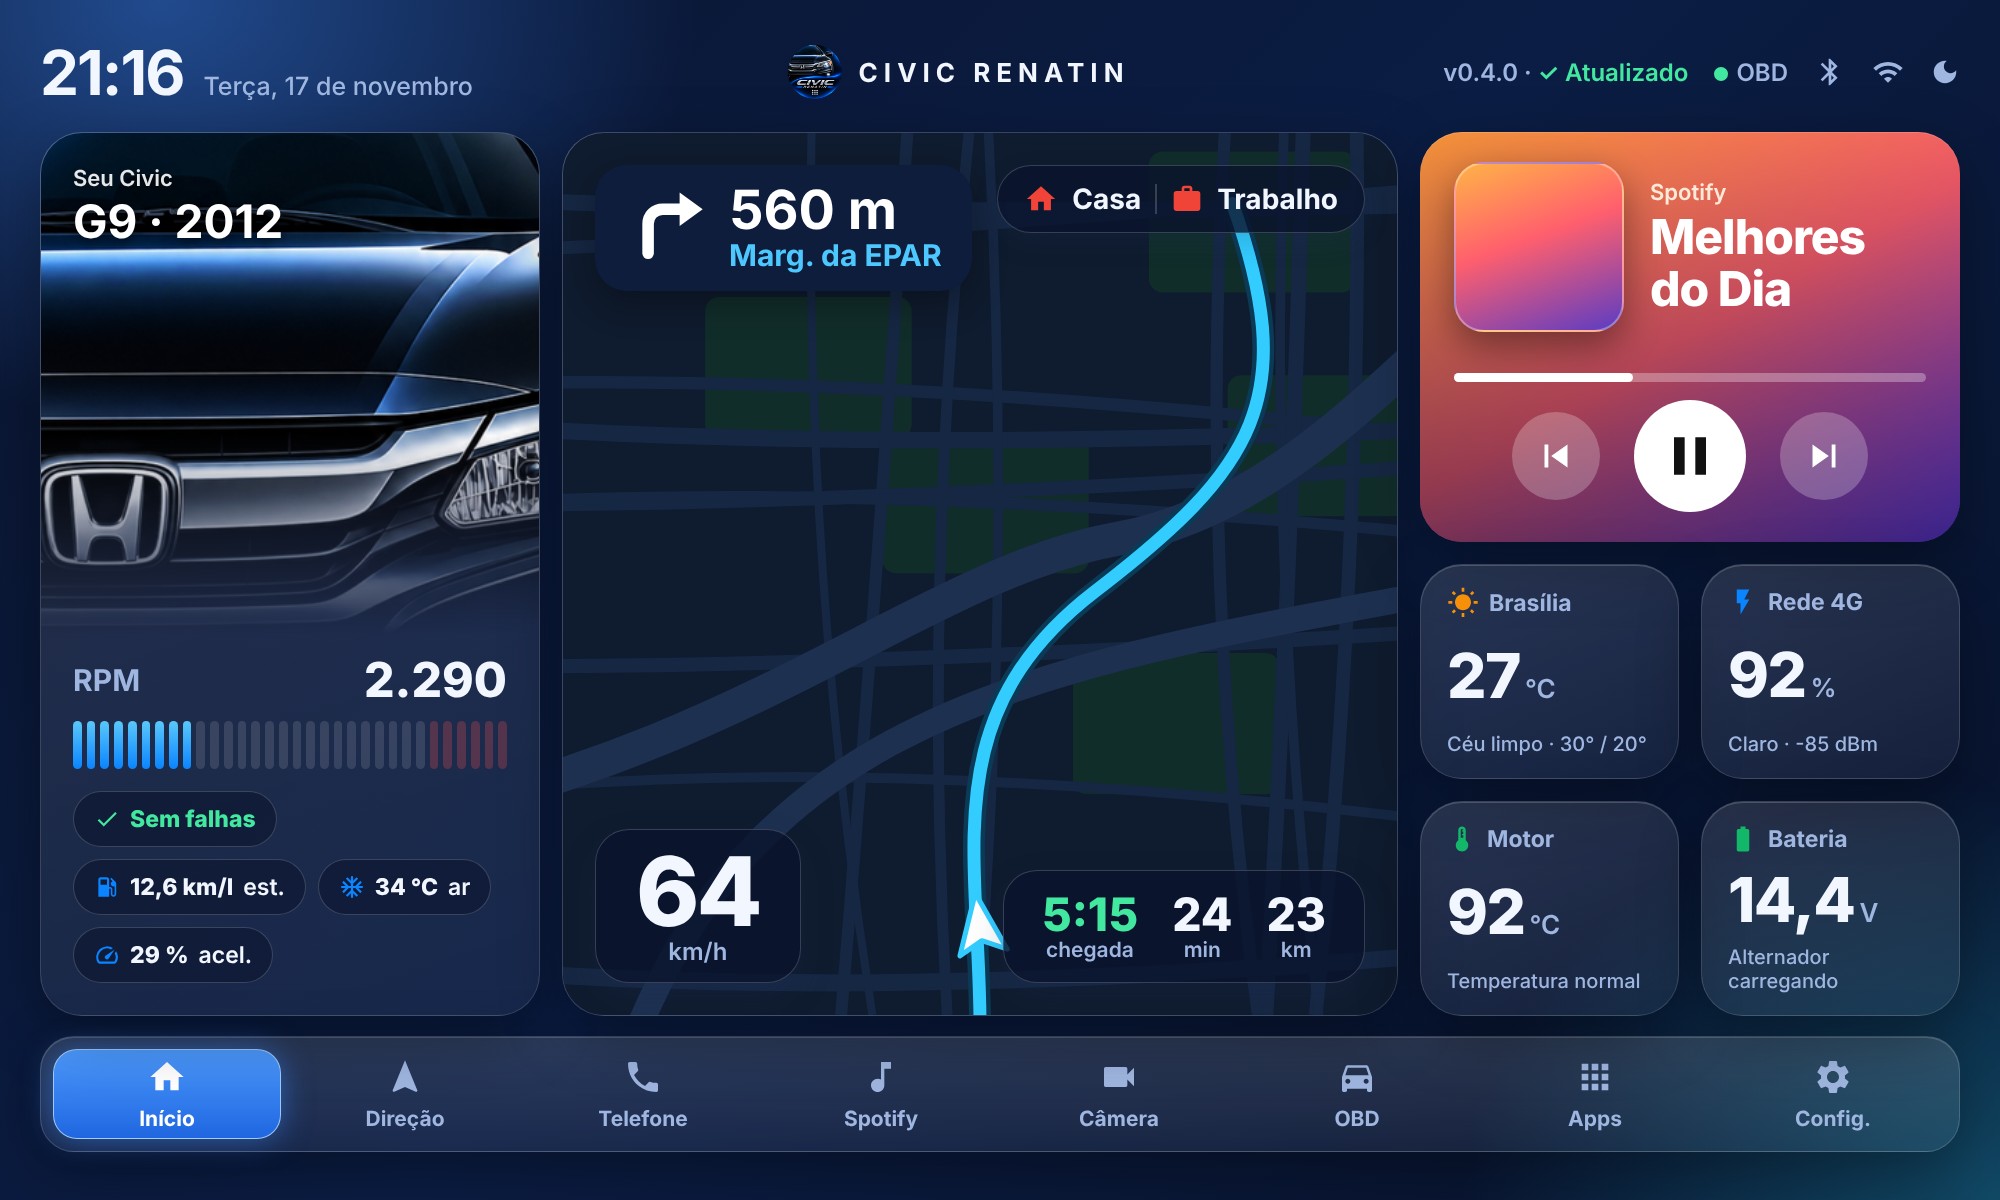 21:16
Terça, 17 de novembro
CIVIC
CIVIC RENATIN
v0.4.0 · Atualizado
OBD
Seu Civic
G9 · 2012
RPM
2.290
Sem falhas
12,6 km/l est.
34 °C ar
29 % acel.
560 m
Marg. da EPAR
Casa
Trabalho
64
km/h
5:15
chegada
24
min
23
km
Spotify
Melhores
do Dia
Brasília
27 °C
Céu limpo · 30° / 20°
Rede 4G
92 %
Claro · -85 dBm
Motor
92 °C
Temperatura normal
Bateria
14,4 V
Alternador
carregando
Início
Direção
Telefone
Spotify
Câmera
OBD
Apps
Config.